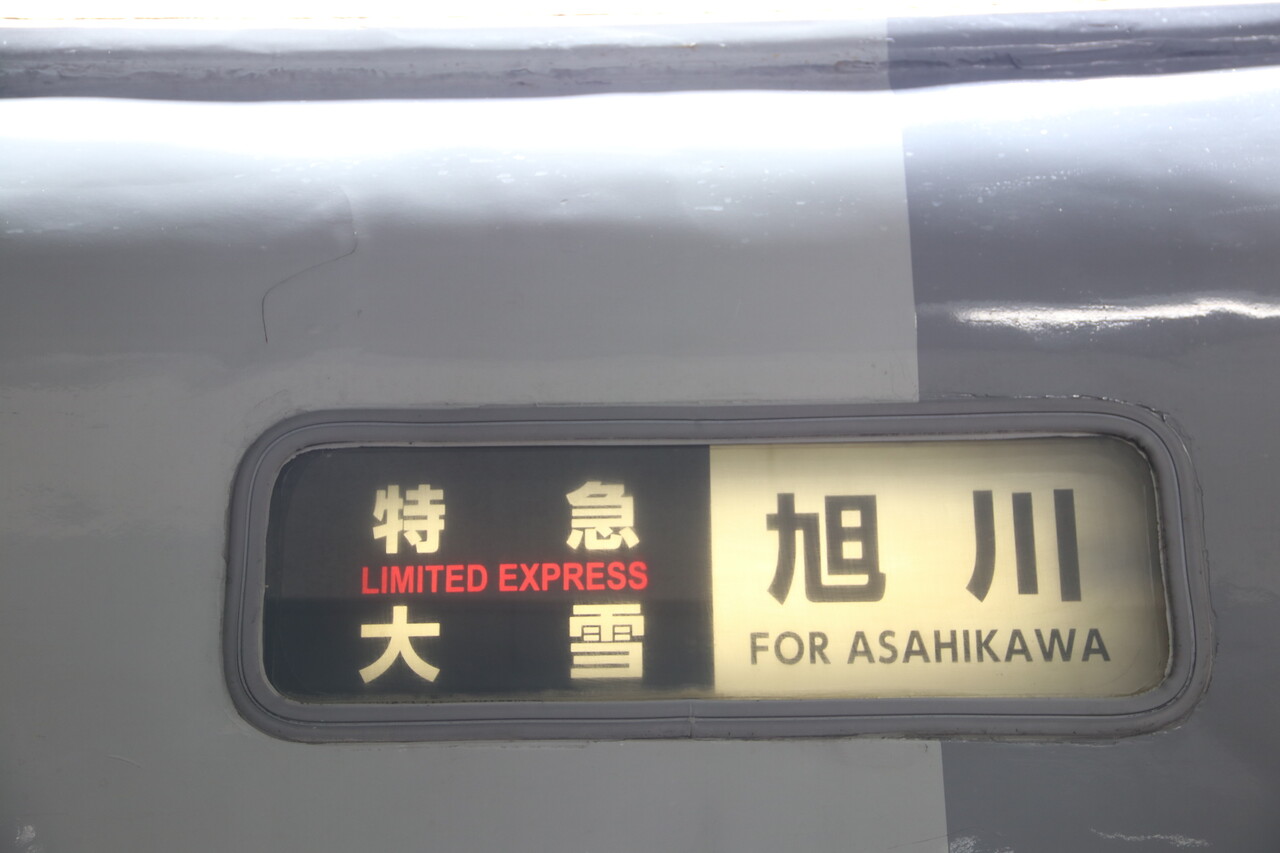 特急
LIMITED EXPRESS
大雪
旭川
FOR ASAHIKAWA